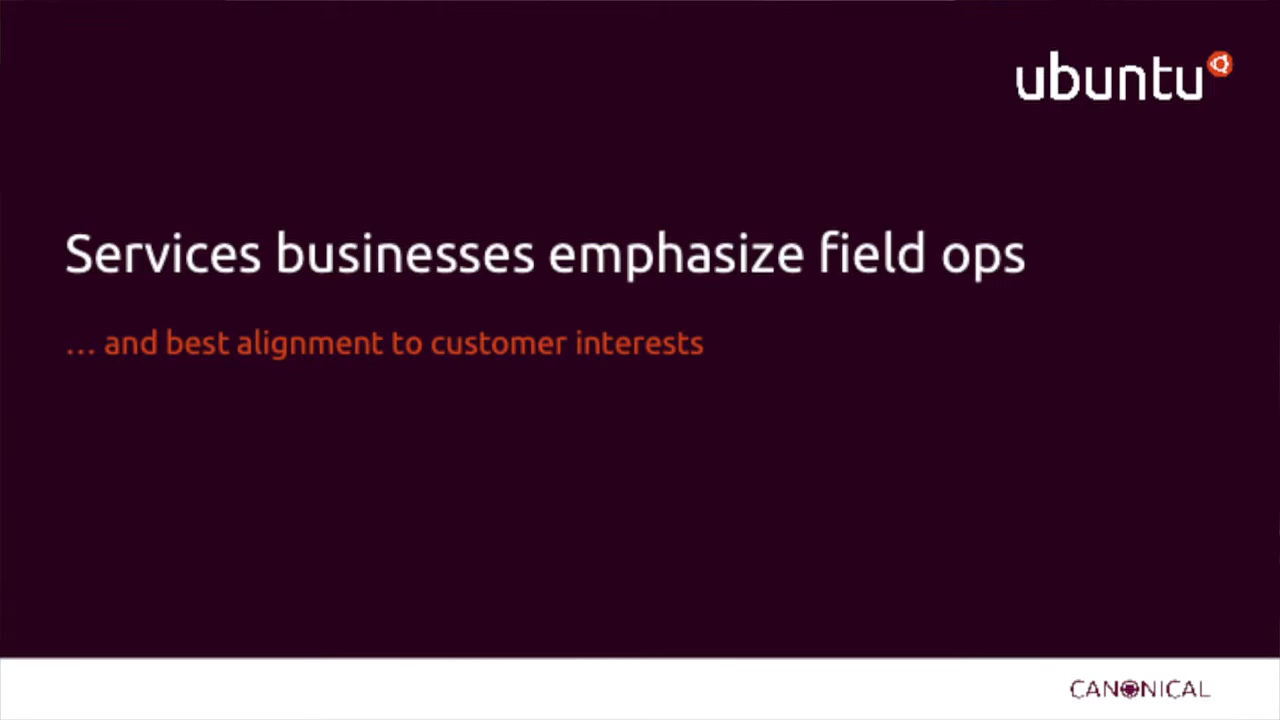 ubuntu
Services businesses emphasize field ops
... and best alignment to customer interests
CANONICAL